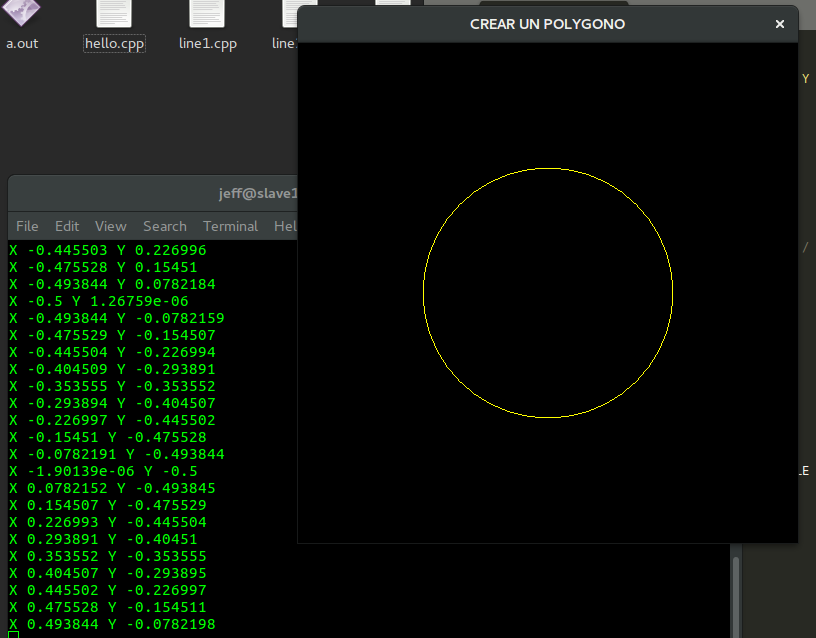 a.out
hello.cpp
line1.cpp
line
CREAR UN POLYGONO
Y
/
jeff@slave1
File Edit View Search Terminal Hel
X -0.445503 Y 0.226996
X -0.475528 Y 0.15451
X -0.493844 Y 0.0782184
X -0.5 Y 1.26759e-06
X -0.493844 Y -0.0782159
X -0.475529 Y -0.154507
X -0.445504 Y -0.226994
X -0.404509 Y -0.293891
X -0.353555 Y -0.353552
X -0.293894 Y -0.404507
X -0.226997 Y -0.445502
X -0.15451 Y -0.475528
X -0.0782191 Y -0.493844
X -1.90139e-06 Y -0.5
X 0.0782152 Y -0.493845
X 0.154507 Y -0.475529
X 0.226993 Y -0.445504
X 0.293891 Y -0.40451
X 0.353552 Y -0.353555
X 0.404507 Y -0.293895
X 0.445502 Y -0.226997
X 0.475528 Y -0.154511
X 0.493844 Y -0.0782198
LE